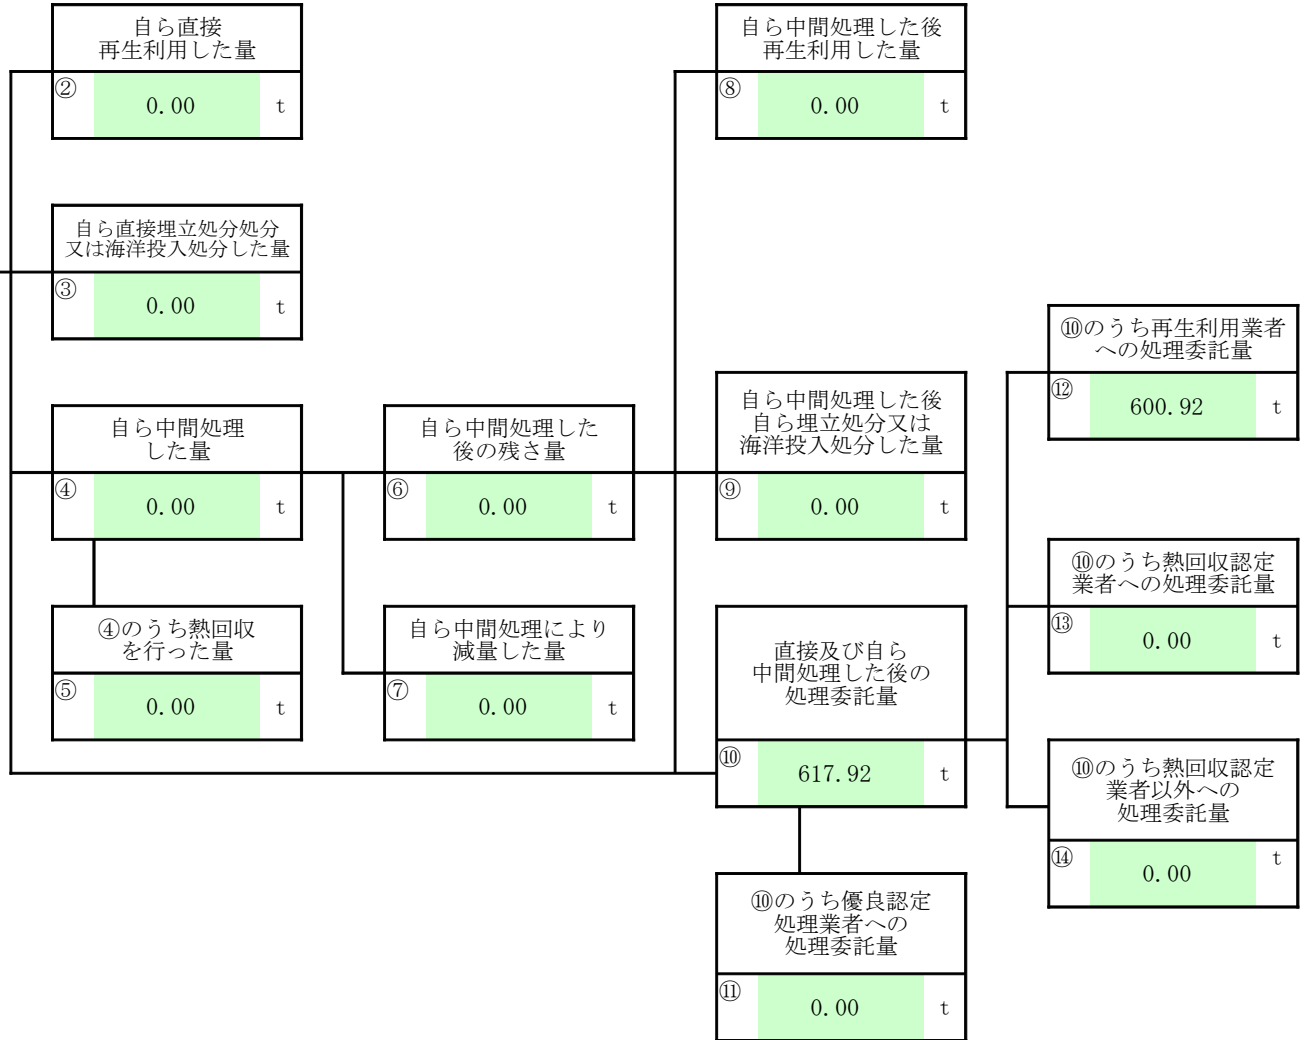 自ら直接
再生利用した量
②
0.00
t
自ら中間処理した後
再生利用した量
⑧
0.00
t
自ら直接埋立処分処分
又は海洋投入処分した量
③
0.00
t
⑩のうち再生利用業者
への処理委託量
⑫
600.92
t
自ら中間処理
した量
④
0.00
t
自ら中間処理した
後の残さ量
⑥
0.00
t
自ら中間処理した後
自ら埋立処分又は
海洋投入処分した量
⑨
0.00
t
⑩のうち熱回収認定
業者への処理委託量
⑬
0.00
t
④のうち熱回収
を行った量
⑤
0.00
t
自ら中間処理により
減量した量
⑦
0.00
t
直接及び自ら
中間処理した後の
処理委託量
⑩
617.92
t
⑩のうち熱回収認定
業者以外への
処理委託量
⑭
0.00
t
⑩のうち優良認定
処理業者への
処理委託量
⑪
0.00
t